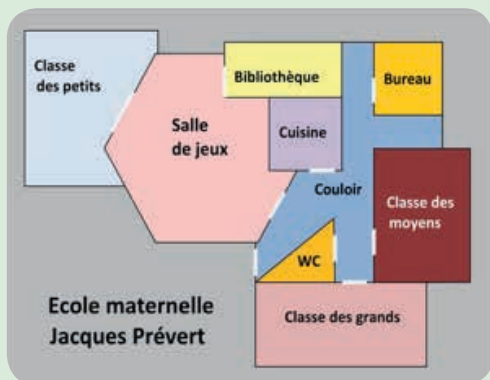 Classe
des petits
Bibliothèque
Bureau
Salle
de jeux
Cuisine
Couloir
Classe des
moyens
WC
Classe des grands
Ecole maternelle
Jacques Prévert